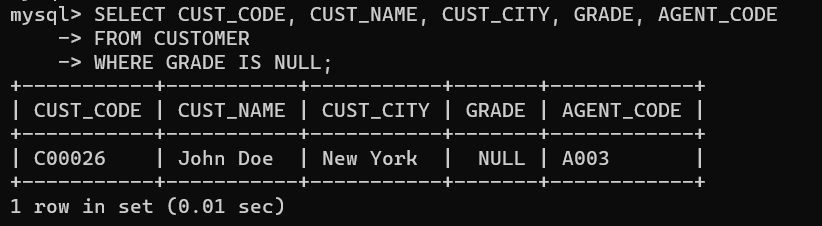 mysql> SELECT CUST_CODE, CUST_NAME, CUST_CITY, GRADE, AGENT_CODE
    -> FROM CUSTOMER
    -> WHERE GRADE IS NULL;
+-----------+-----------+-----------+-------+------------+
| CUST_CODE | CUST_NAME | CUST_CITY | GRADE | AGENT_CODE |
+-----------+-----------+-----------+-------+------------+
| C00026    | John Doe  | New York  |  NULL | A003       |
+-----------+-----------+-----------+-------+------------+
1 row in set (0.01 sec)